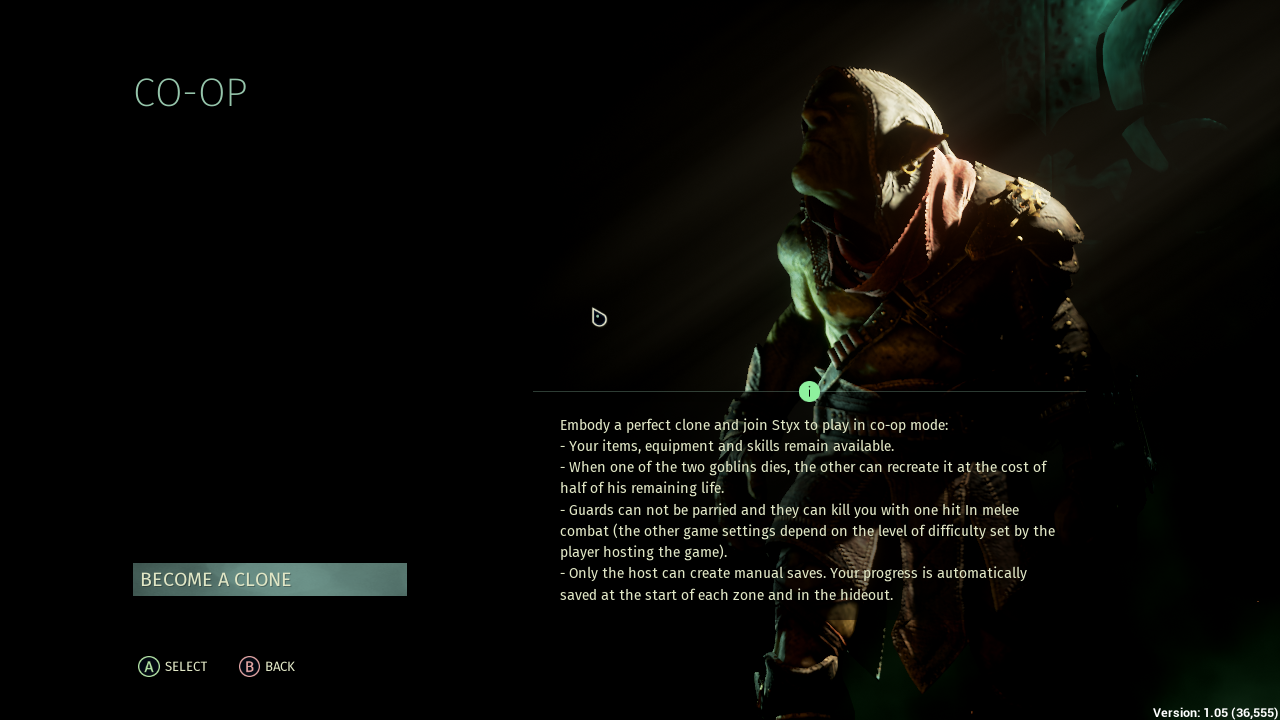 CO-OP
i
Embody a perfect clone and join Styx to play in co-op mode:
- Your items, equipment and skills remain available.
- When one of the two goblins dies, the other can recreate it at the cost of
half of his remaining life.
- Guards can not be parried and they can kill you with one hit In melee
combat (the other game settings depend on the level of difficulty set by the
player hosting the game).
- Only the host can create manual saves. Your progress is automatically
saved at the start of each zone and in the hideout.
BECOME A CLONE
A SELECT B BACK
Version: 1.05 (36,555)